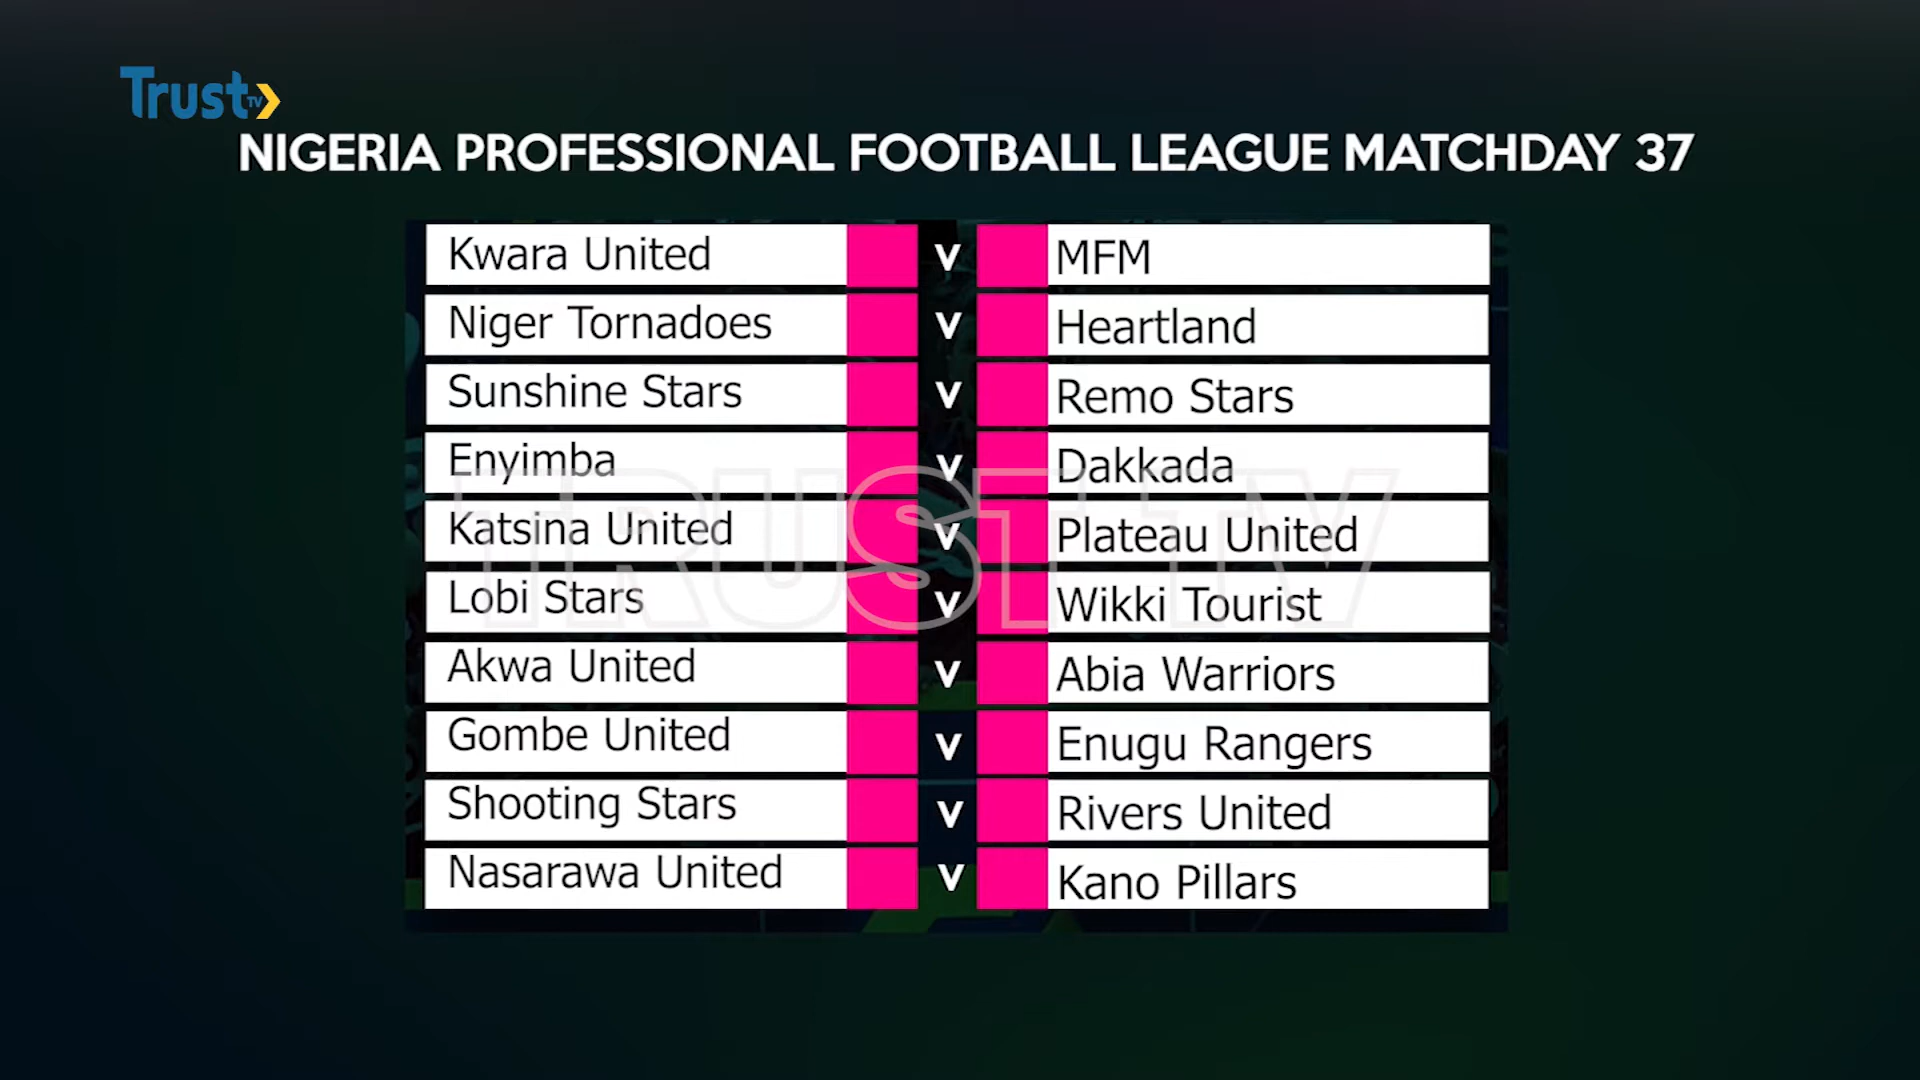 Trust TV
NIGERIA PROFESSIONAL FOOTBALL LEAGUE MATCHDAY 37
Kwara United V MFM
Niger Tornadoes V Heartland
Sunshine Stars V Remo Stars
Enyimba V Dakkada
Katsina United V Plateau United
Lobi Stars V Wikki Tourist
Akwa United V Abia Warriors
Gombe United V Enugu Rangers
Shooting Stars V Rivers United
Nasarawa United V Kano Pillars
TRUST TV